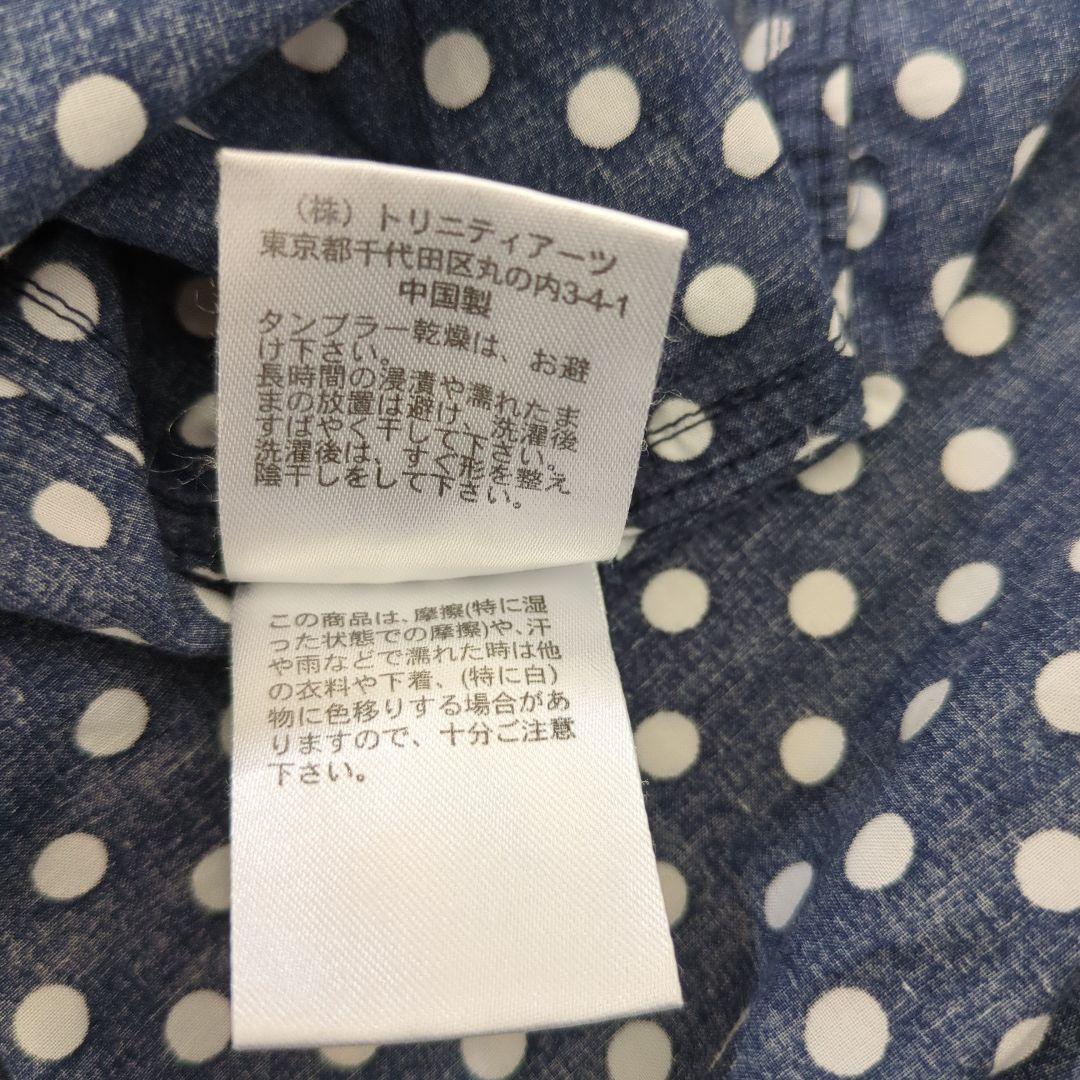 （株）トリニティアーツ
東京都千代田区丸の内3-4-1
中国製
タンブラー乾燥は、お避
け下さい。
長時間の浸漬や濡れたま
まの放置は避け、洗濯後
すばやく干して下さい。
洗濯後は、すぐ形を整え
陰干しをして下さい。
この商品は、摩擦(特に湿
った状態での摩擦)や、汗
や雨などで濡れた時は他
の衣料や下着、(特に白)
物に色移りする場合があ
りますので、十分ご注意
下さい。